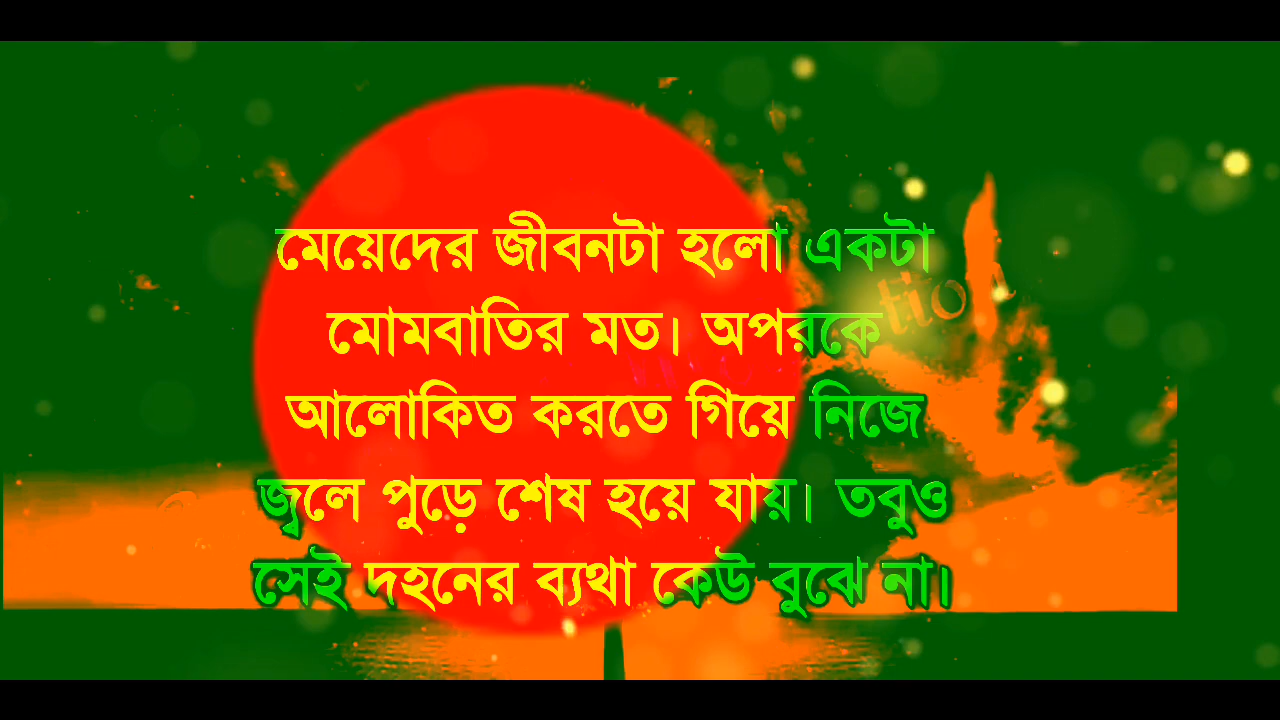 মেয়েদের জীবনটা হলো একটা
মোমবাতির মত। অপরকে
আলোকিত করতে গিয়ে নিজে
জ্বলে পুড়ে শেষ হয়ে যায়। তবুও
সেই দহনের ব্যথা কেউ বুঝে না।